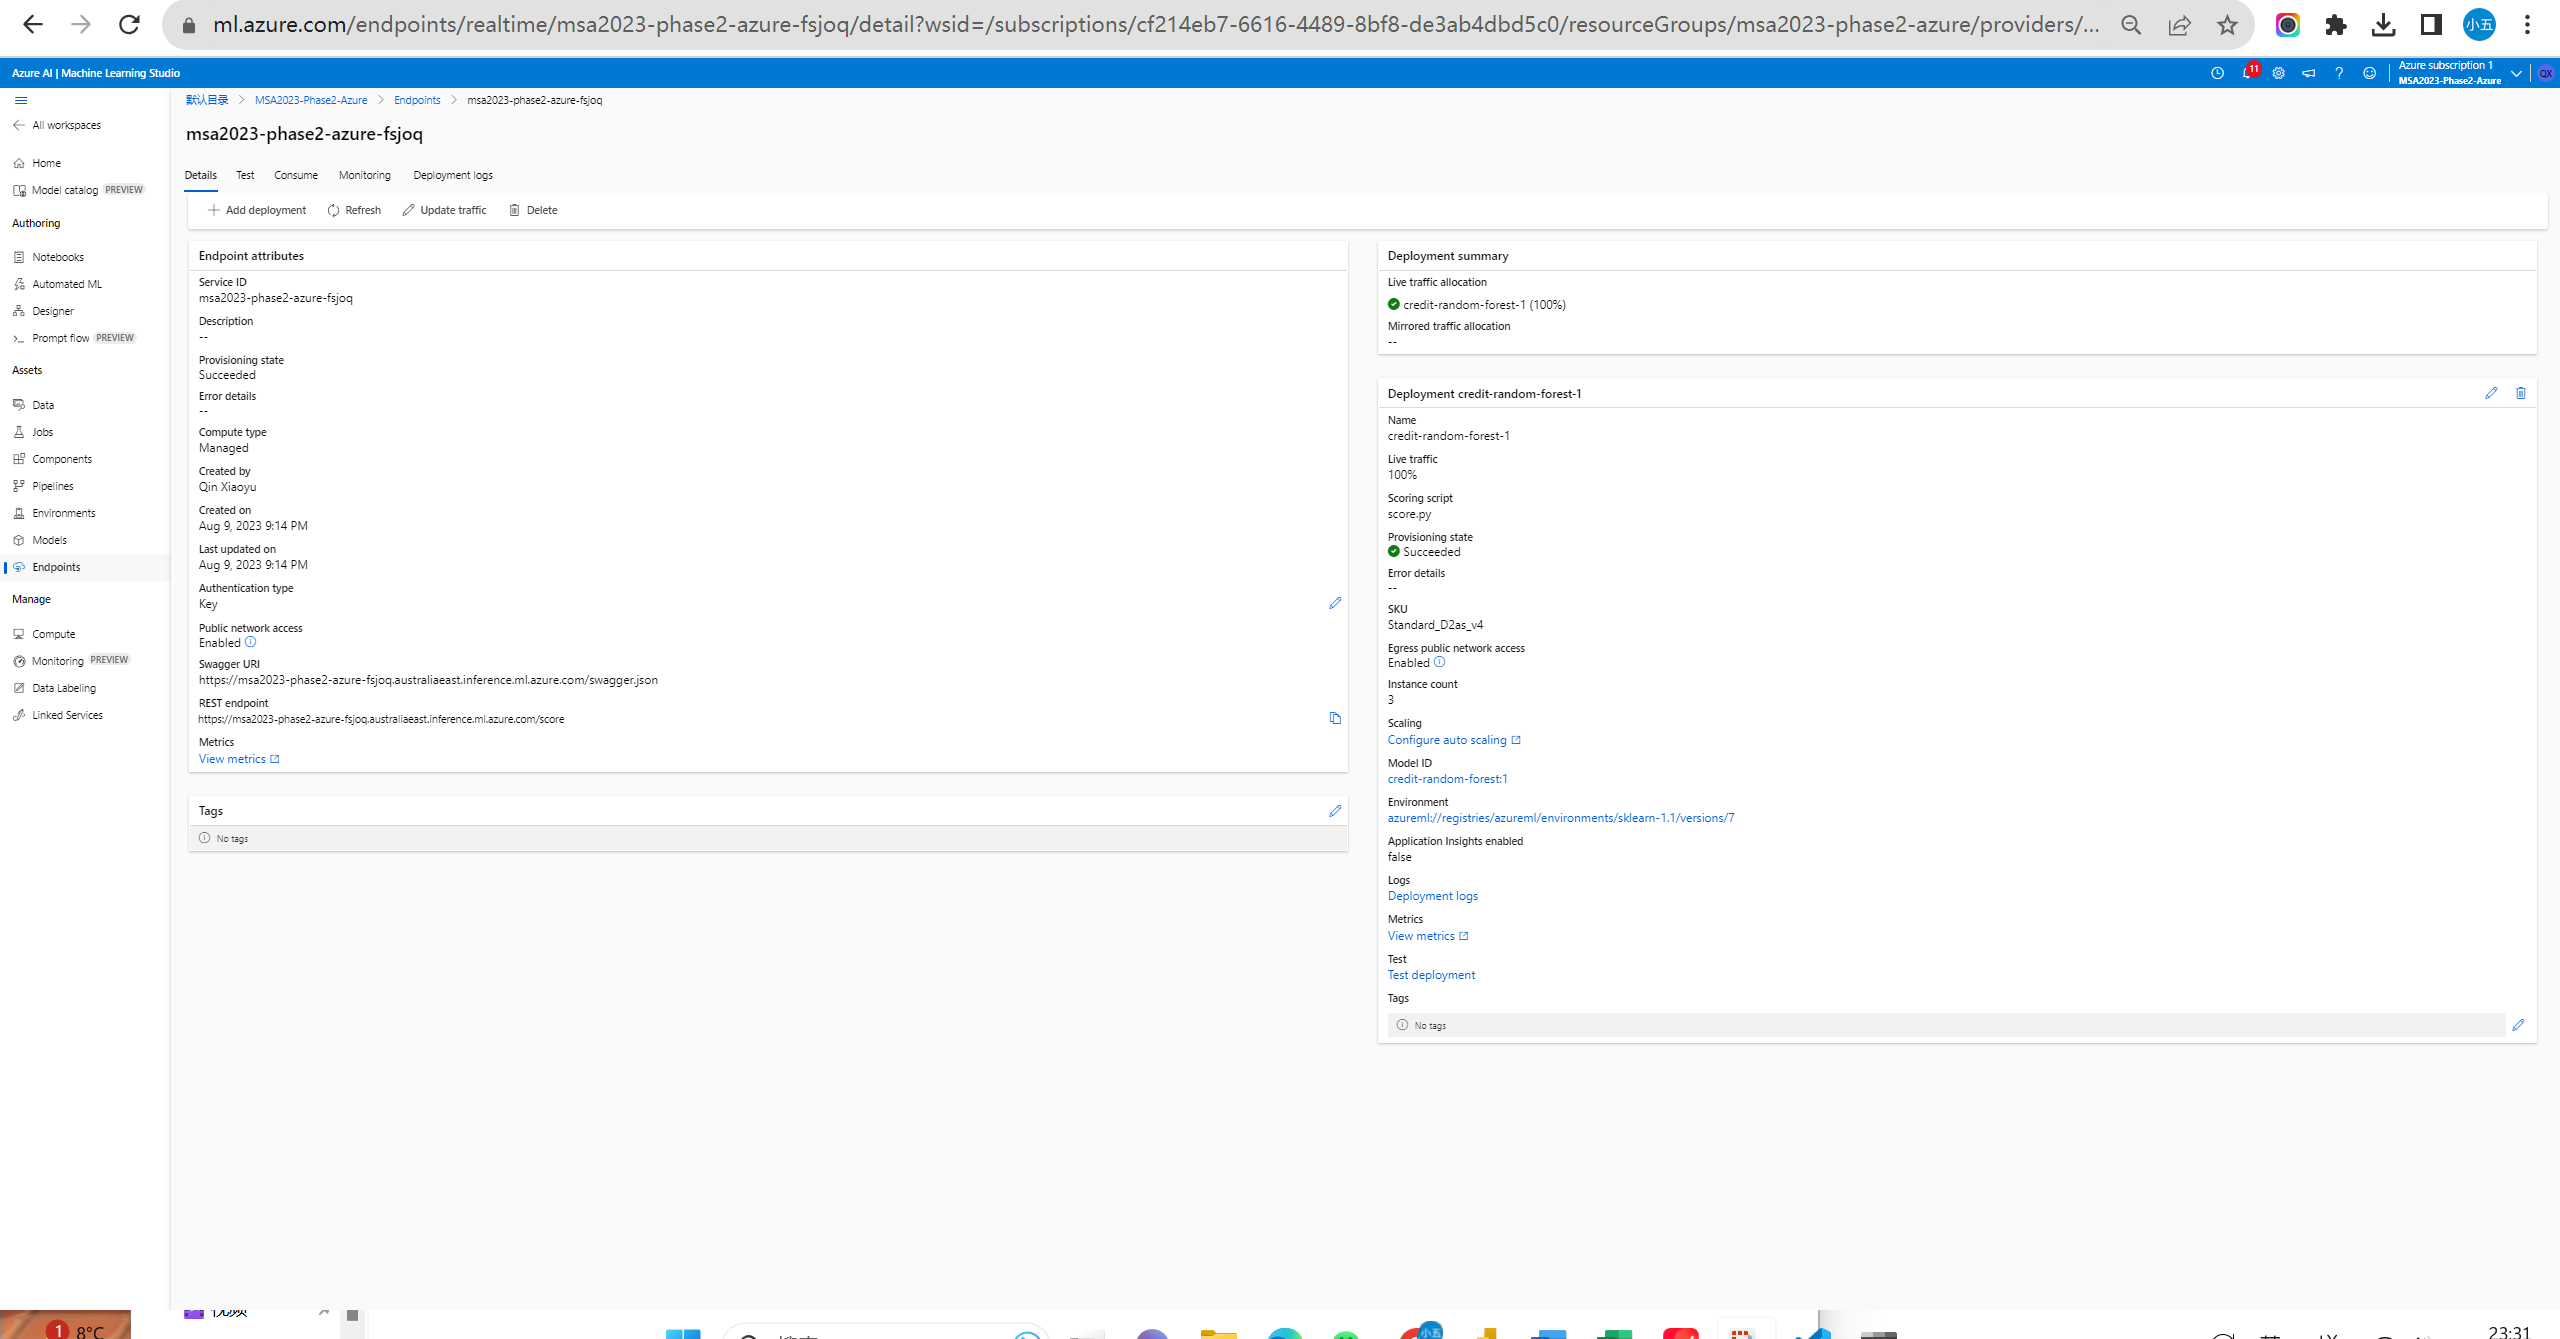 ml.azure.com/endpoints/realtime/msa2023-phase2-azure-fsjoq/detail?wsid=/subscriptions/cf214eb7-6616-4489-8bf8-de3ab4dbd5c0/resourceGroups/msa2023-phase2-azure/providers/...
小五
Azure AI | Machine Learning Studio
11
Azure subscription 1
MSA2023-Phase2-Azure
QX
默认目录 > MSA2023-Phase2-Azure > Endpoints > msa2023-phase2-azure-fsjoq
All workspaces
Home
Model catalog PREVIEW
Authoring
Notebooks
Automated ML
Designer
Prompt flow PREVIEW
Assets
Data
Jobs
Components
Pipelines
Environments
Models
Endpoints
Manage
Compute
Monitoring PREVIEW
Data Labeling
Linked Services
msa2023-phase2-azure-fsjoq
Details Test Consume Monitoring Deployment logs
Add deployment Refresh Update traffic Delete
Endpoint attributes
Service ID
msa2023-phase2-azure-fsjoq
Description
--
Provisioning state
Succeeded
Error details
--
Compute type
Managed
Created by
Qin Xiaoyu
Created on
Aug 9, 2023 9:14 PM
Last updated on
Aug 9, 2023 9:14 PM
Authentication type
Key
Public network access
Enabled
Swagger URI
https://msa2023-phase2-azure-fsjoq.australiaeast.inference.ml.azure.com/swagger.json
REST endpoint
https://msa2023-phase2-azure-fsjoq.australiaeast.inference.ml.azure.com/score
Metrics
View metrics
Tags
No tags
Deployment summary
Live traffic allocation
credit-random-forest-1 (100%)
Mirrored traffic allocation
--
Deployment credit-random-forest-1
Name
credit-random-forest-1
Live traffic
100%
Scoring script
score.py
Provisioning state
Succeeded
Error details
--
SKU
Standard_D2as_v4
Egress public network access
Enabled
Instance count
3
Scaling
Configure auto scaling
Model ID
credit-random-forest:1
Environment
azureml://registries/azureml/environments/sklearn-1.1/versions/7
Application Insights enabled
false
Logs
Deployment logs
Metrics
View metrics
Test
Test deployment
Tags
No tags
视频
1
8°C
小五
23:31